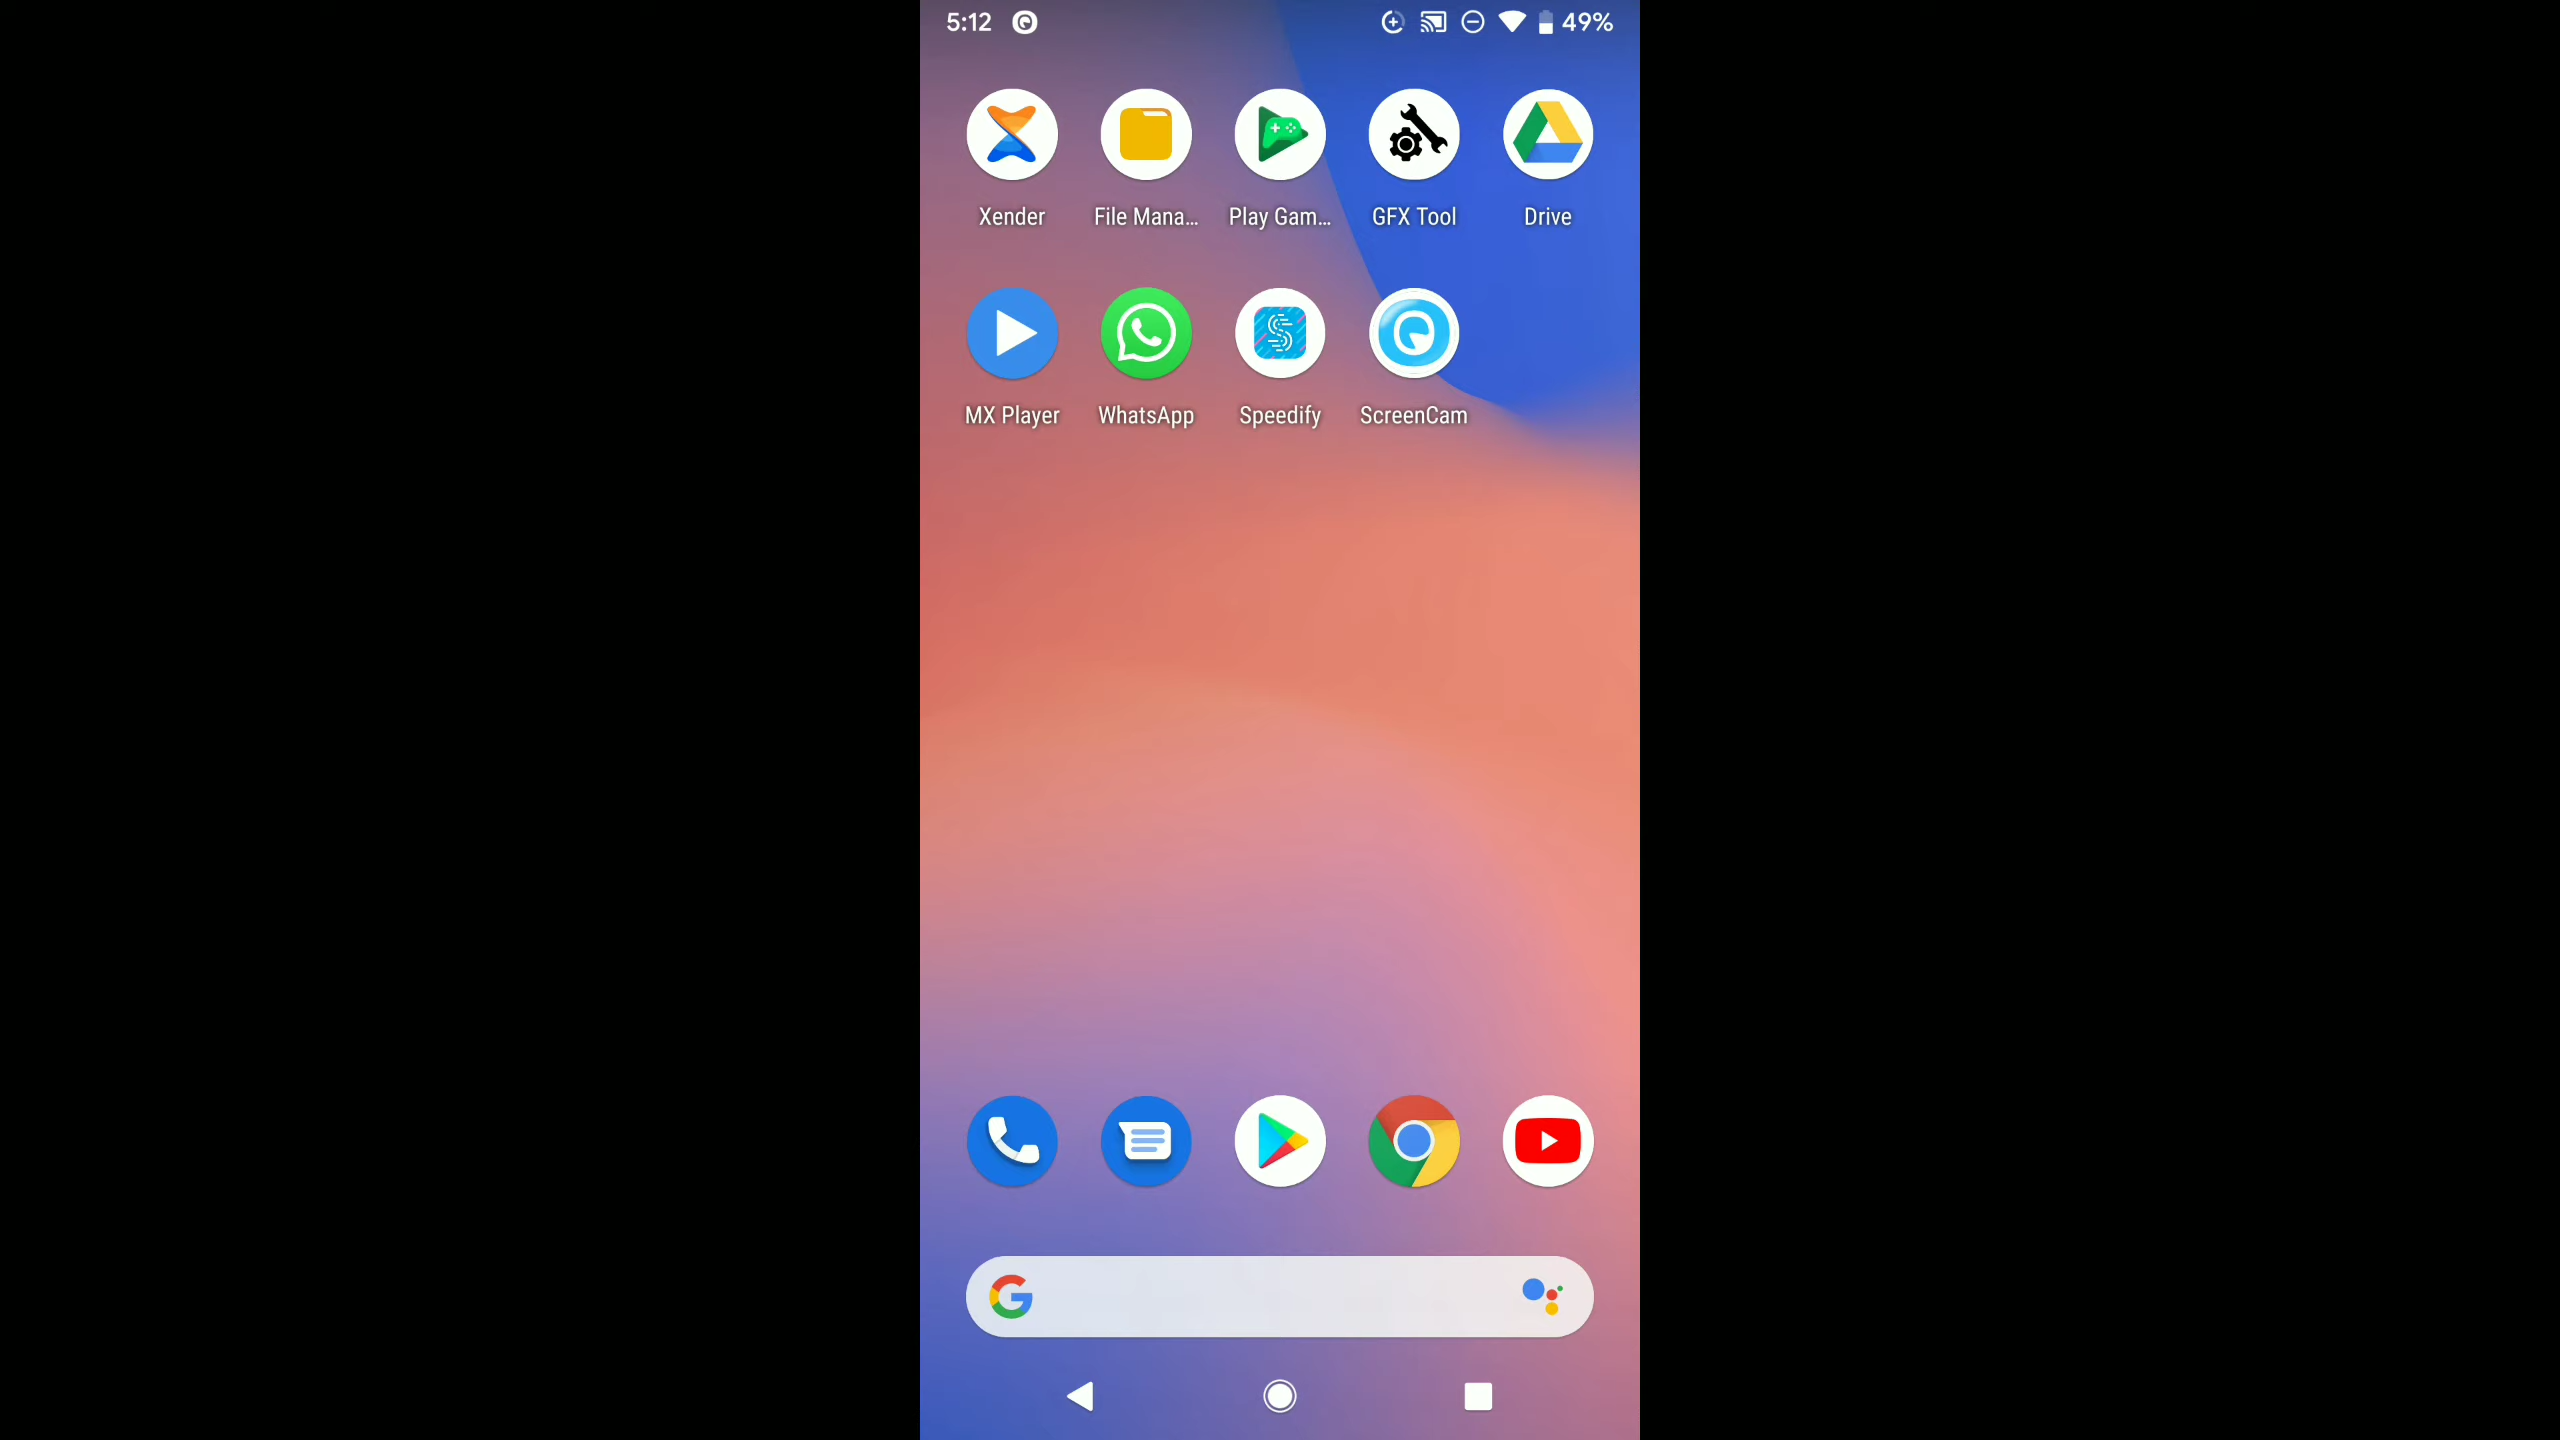 5:12 49%
Xender File Mana... Play Gam... GFX Tool Drive
MX Player WhatsApp Speedify ScreenCam